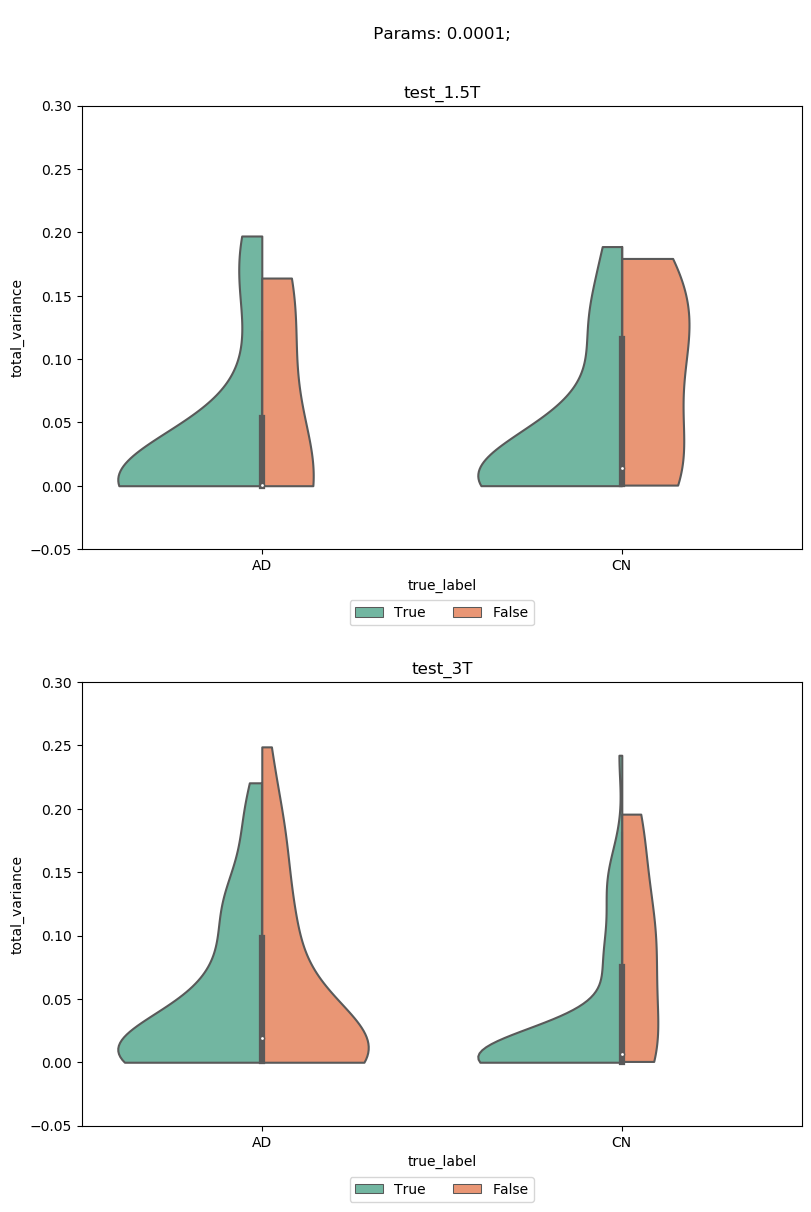 Params: 0.0001;
test_1.5T
0.30
0.25
0.20
0.15
0.10
0.05
0.00
−0.05
total_variance
AD CN
true_label
True False
test_3T
0.30
0.25
0.20
0.15
0.10
0.05
0.00
−0.05
total_variance
AD CN
true_label
True False